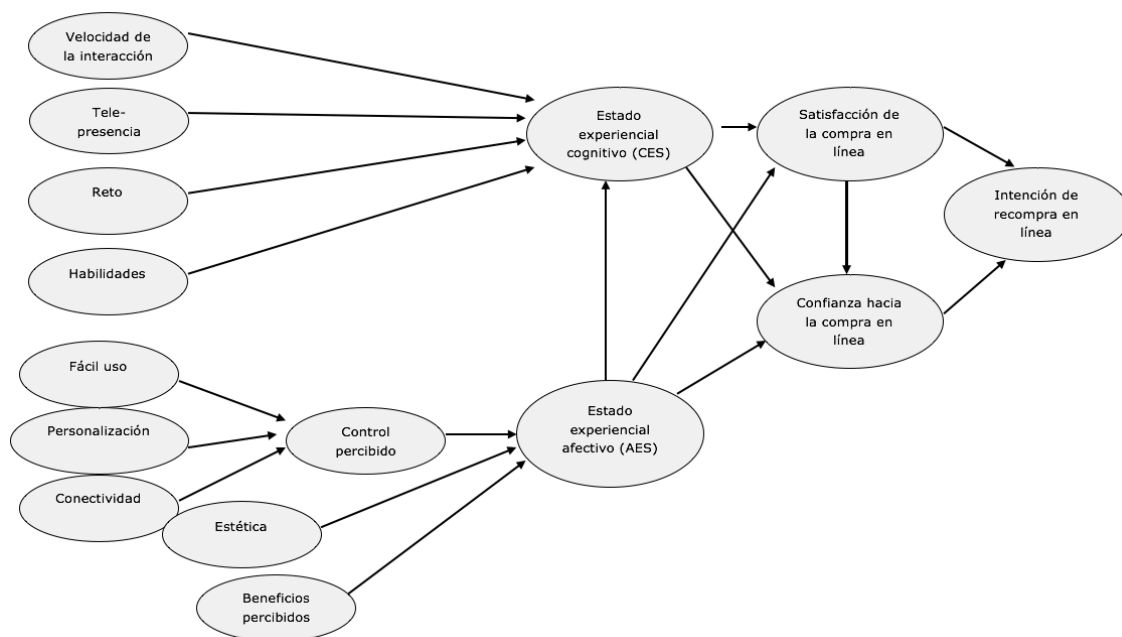 Velocidad de
la interacción
Tele-
presencia
Reto
Habilidades
Fácil uso
Personalización
Conectividad
Control
percibido
Estética
Beneficios
percibidos
Estado
experiencial
cognitivo (CES)
Estado
experiencial
afectivo (AES)
Satisfacción de
la compra en
línea
Confianza hacia
la compra en
línea
Intención de
recompra en
línea